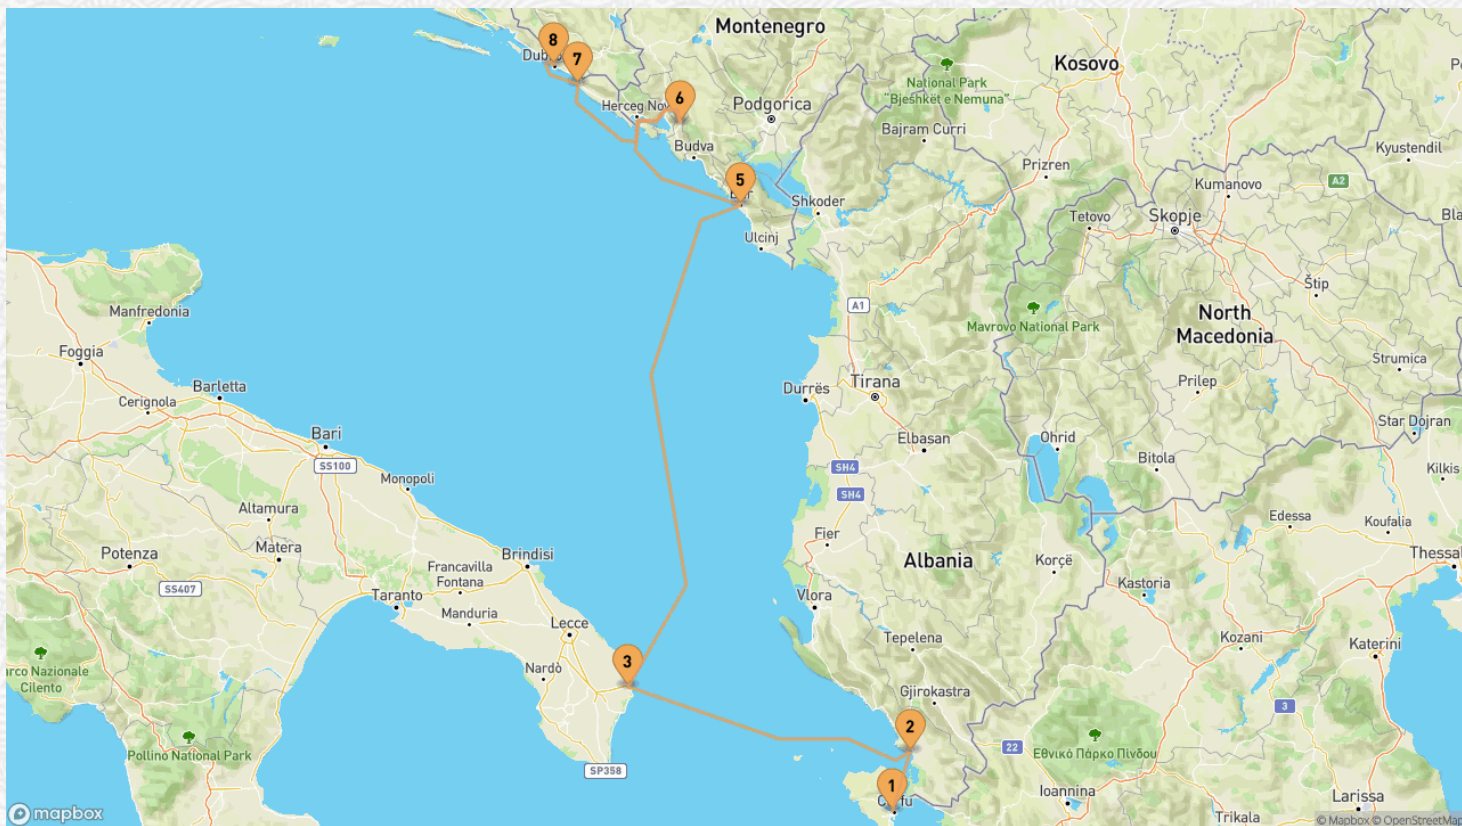 Montenegro
8
7
Herceg Nov
6
Podgorica
Budva
5
Shkoder
Ulcinj
National Park
"Bjeshkët e Nemuna"
Kosovo
Bajram Curri
Prizren
Kyustendil
A2
Kumanovo
Tetovo
Skopje
Štip
A1
Mavrovo National Park
North
Macedonia
Strumica
Prilep
Star Dojran
Manfredonia
Foggia
Barletta
Cerignola
Bari
SS100
Monopoli
Altamura
Matera
Potenza
SS407
Durrës
Tirana
Elbasan
Ohrid
Bitola
Kilkis
SH4
SH4
Edessa
Koufalia
Fier
Albania
Korçë
Kastoria
Thessal
Brindisi
Francavilla
Fontana
Taranto
Manduria
Lecce
Nardò
3
Vlora
Tepelena
Gjirokastra
Kozani
Katerini
arco Nazionale
Cilento
Pollino National Park
SP358
2
22
3
Εθνικό Πάρκο Πίνδου
1
Ioannina
Larissa
Trikala
mapbox
© Mapbox © OpenStreetMap